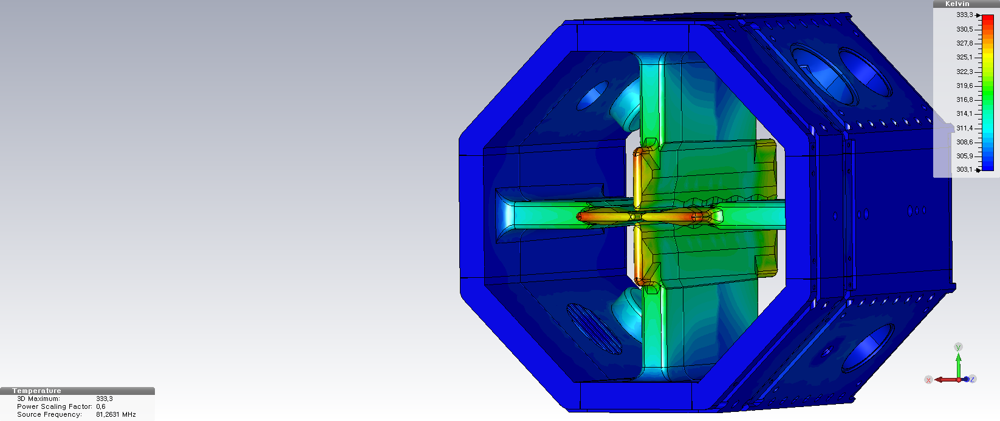 Kelvin
333,3
330,5
327,8
325,1
322,3
319,6
316,8
314,1
311,4
308,6
305,9
303,1
y
x
z
Temperature
3D Maximum: 333,3
Power Scaling Factor: 0,6
Source Frequency: 81,2631 MHz